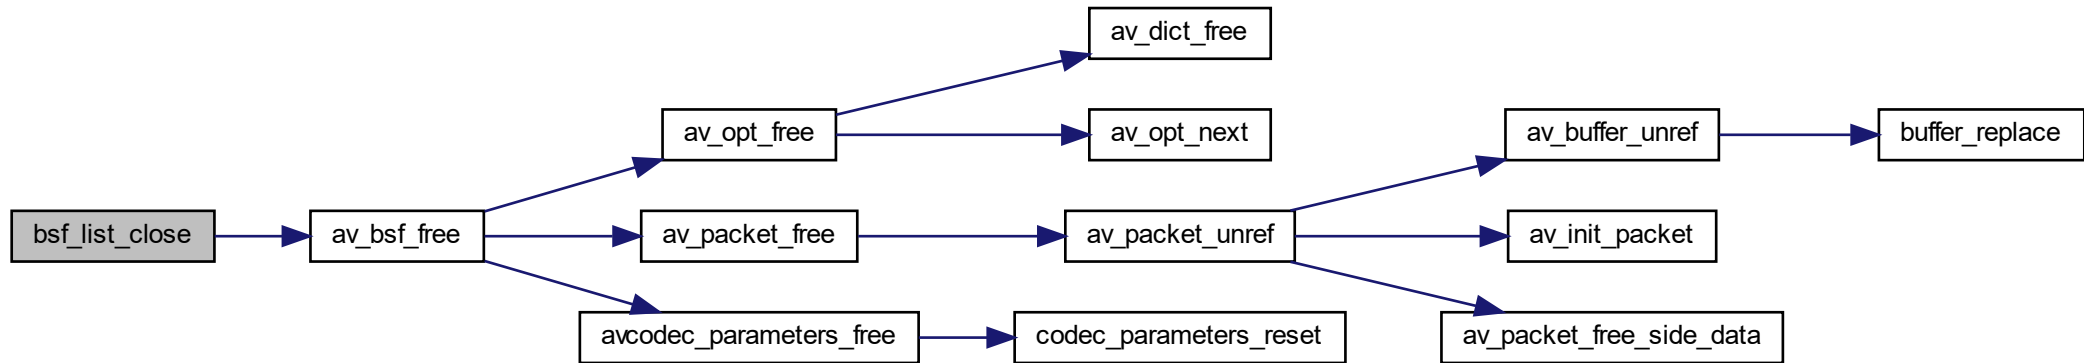 av_dict_free
av_opt_free
av_opt_next
av_buffer_unref
buffer_replace
bsf_list_close
av_bsf_free
av_packet_free
av_packet_unref
av_init_packet
avcodec_parameters_free
codec_parameters_reset
av_packet_free_side_data